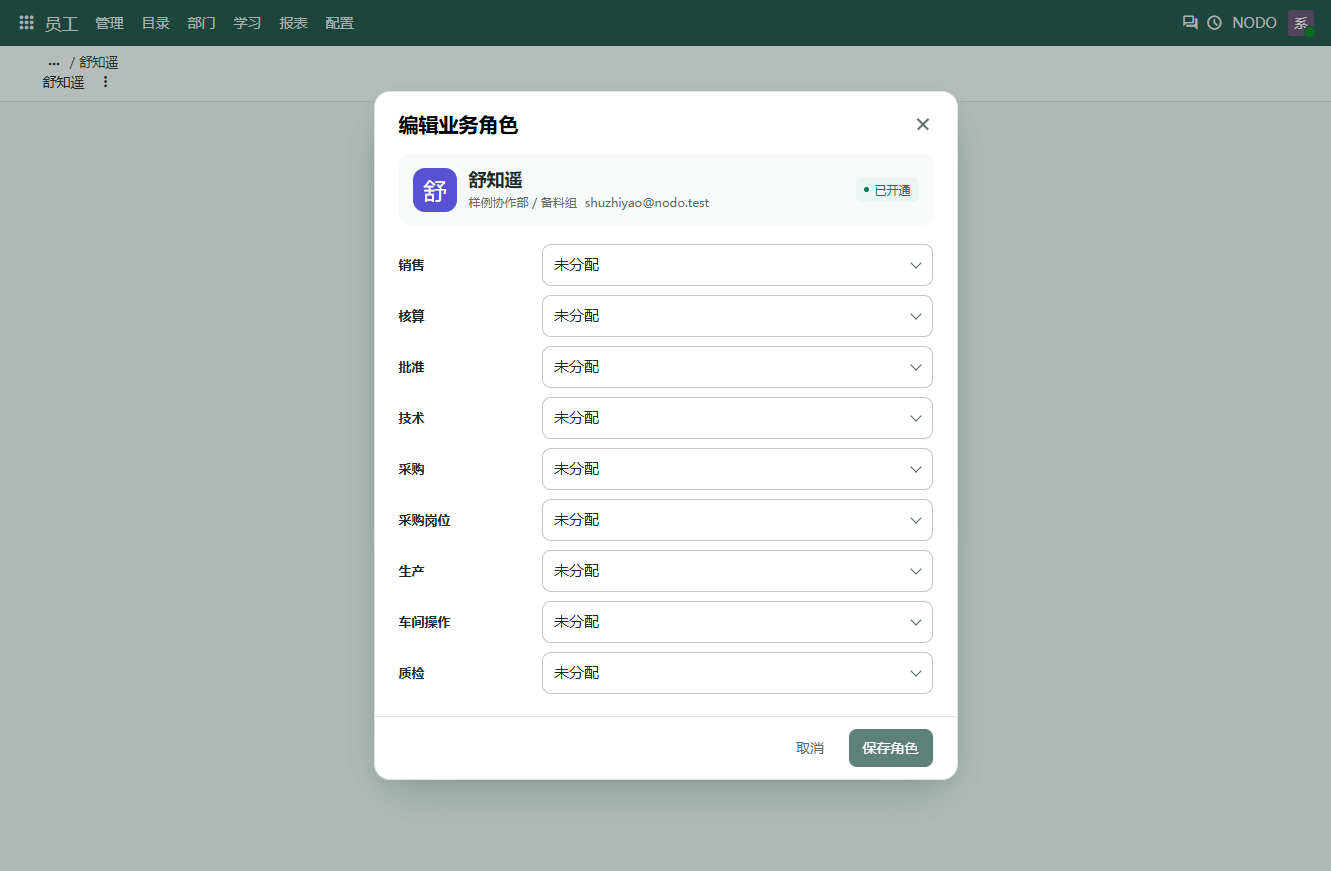 员工 管理 目录 部门 学习 报表 配置 NODO 系
... / 舒知遥
舒知遥
编辑业务角色
舒
舒知遥
样例协作部 / 备料组 shuzhiyao@nodo.test
已开通
销售 未分配
核算 未分配
批准 未分配
技术 未分配
采购 未分配
采购岗位 未分配
生产 未分配
车间操作 未分配
质检 未分配
取消 保存角色